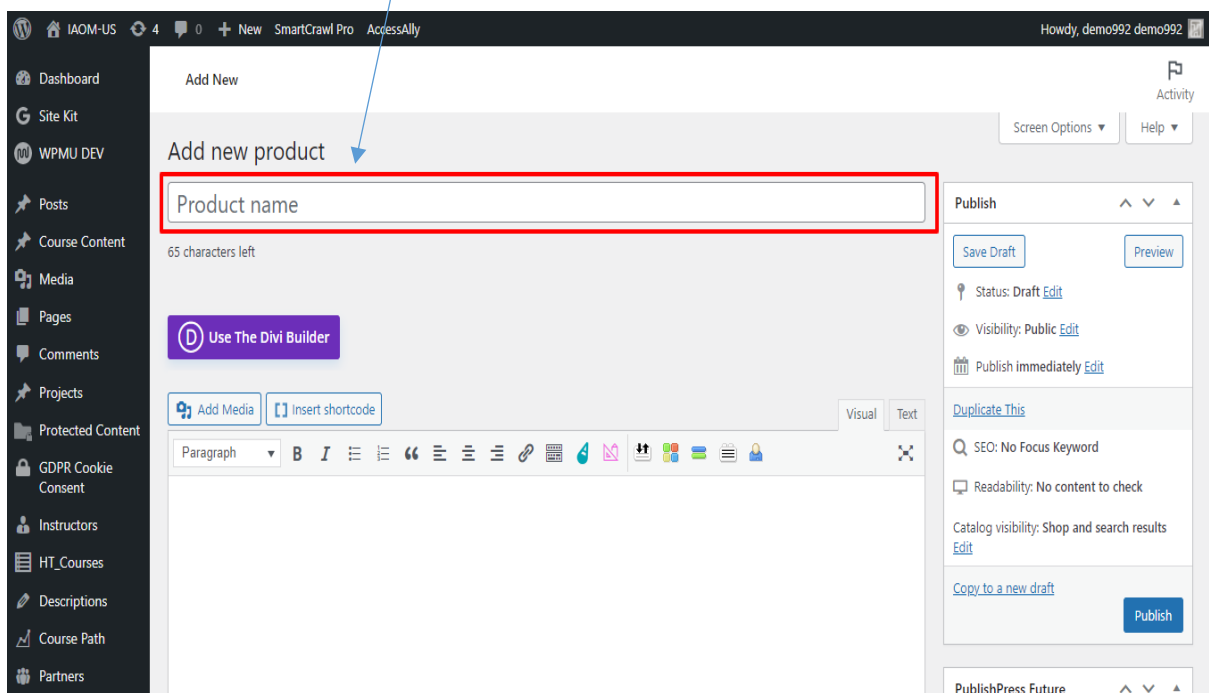 IAOM-US 4 0 New SmartCrawl Pro AccessAlly Howdy, demo992 demo992
Dashboard
Site Kit
WPMU DEV
Posts
Course Content
Media
Pages
Comments
Projects
Protected Content
GDPR Cookie
Consent
Instructors
HT_Courses
Descriptions
Course Path
Partners
Add New
Activity
Screen Options ▼ Help ▼
Add new product
Product name
65 characters left
D Use The Divi Builder
Add Media [ ] Insert shortcode
Visual Text
Paragraph ▼ B I
Publish
Save Draft Preview
Status: Draft Edit
Visibility: Public Edit
Publish immediately Edit
Duplicate This
SEO: No Focus Keyword
Readability: No content to check
Catalog visibility: Shop and search results
Edit
Copy to a new draft
Publish
PublishPress Future